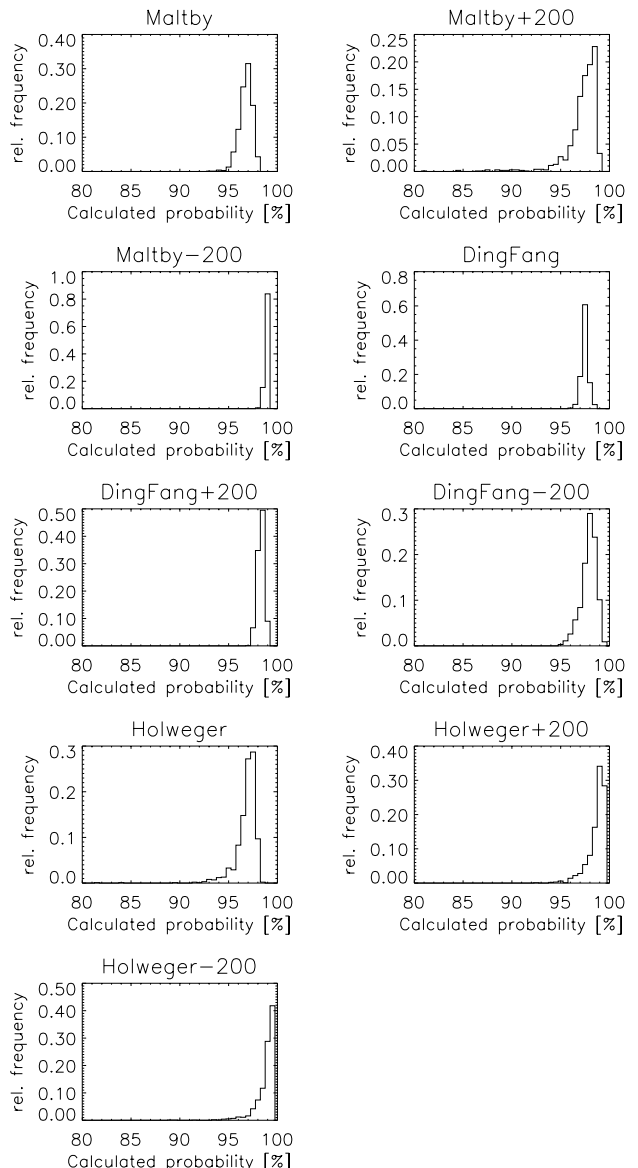 Maltby
rel. frequency
0.40
0.30
0.20
0.10
0.00
80 85 90 95 100
Calculated probability [%]
Maltby+200
rel. frequency
0.25
0.20
0.15
0.10
0.05
0.00
80 85 90 95 100
Calculated probability [%]
Maltby−200
rel. frequency
1.0
0.8
0.6
0.4
0.2
0.0
80 85 90 95 100
Calculated probability [%]
DingFang
rel. frequency
0.8
0.6
0.4
0.2
0.0
80 85 90 95 100
Calculated probability [%]
DingFang+200
rel. frequency
0.50
0.40
0.30
0.20
0.10
0.00
80 85 90 95 100
Calculated probability [%]
DingFang−200
rel. frequency
0.3
0.2
0.1
0.0
80 85 90 95 100
Calculated probability [%]
Holweger
rel. frequency
0.3
0.2
0.1
0.0
80 85 90 95 100
Calculated probability [%]
Holweger+200
rel. frequency
0.40
0.30
0.20
0.10
0.00
80 85 90 95 100
Calculated probability [%]
Holweger−200
rel. frequency
0.50
0.40
0.30
0.20
0.10
0.00
80 85 90 95 100
Calculated probability [%]